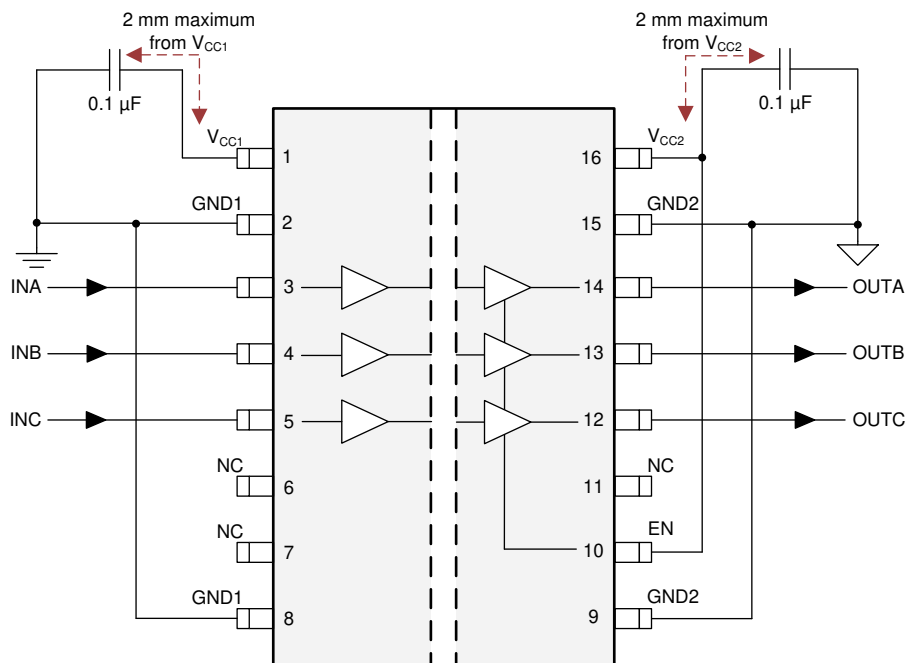 2 mm maximum
from VCC1
2 mm maximum
from VCC2
0.1 µF
0.1 µF
VCC1
1
16
VCC2
GND1
2
15
GND2
INA
3
14
OUTA
INB
4
13
OUTB
INC
5
12
OUTC
NC
6
11
NC
NC
7
10
EN
GND1
8
9
GND2